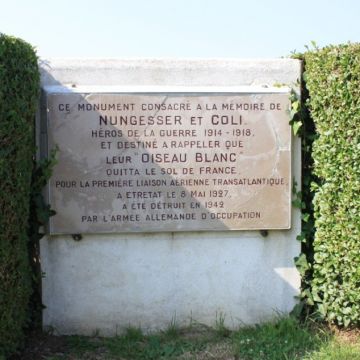 CE MONUMENT CONSACRÉ A LA MÉMOIRE DE
NUNGESSER ET COLI.
HÉROS DE LA GUERRE 1914-1918,
ET DESTINÉ A RAPPELER QUE
LEUR "OISEAU BLANC"
QUITTA LE SOL DE FRANCE
POUR LA PREMIÈRE LIAISON AÉRIENNE TRANSATLANTIQUE,
A ÉTRETAT LE 8 MAI 1927,
A ÉTÉ DÉTRUIT EN 1942
PAR L'ARMÉE ALLEMANDE D'OCCUPATION